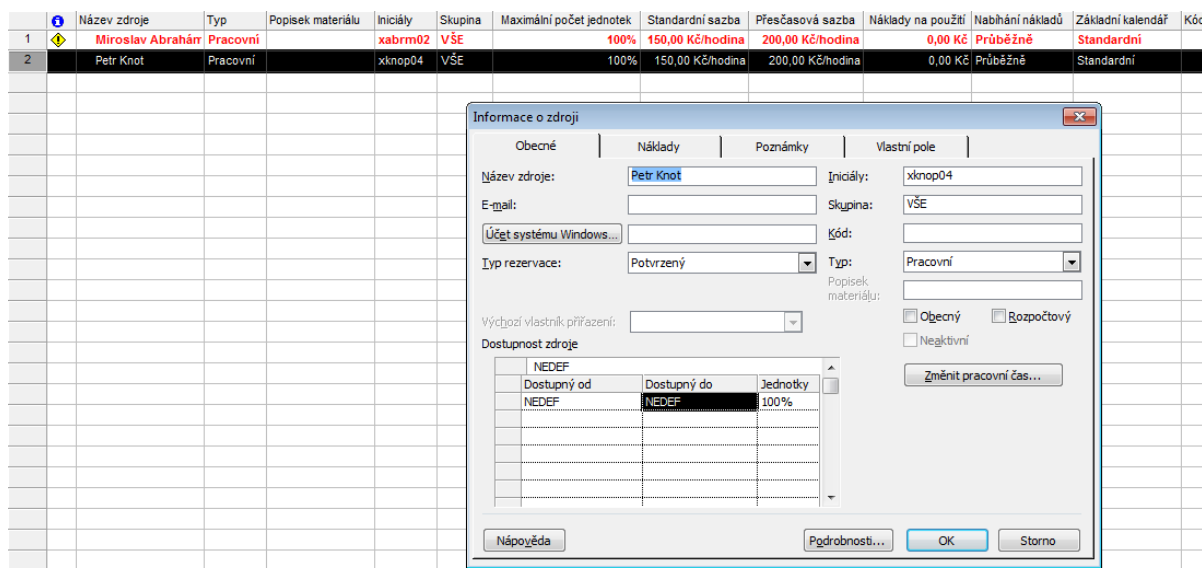 Název zdroje Typ Popisek materiálu Iniciály Skupina Maximální počet jednotek Standardní sazba Přesčasová sazba Náklady na použití Nabíhání nákladů Základní kalendář Kód
1 Miroslav Abrahám Pracovní xabrm02 VŠE 100% 150,00 Kč/hodina 200,00 Kč/hodina 0,00 Kč Průběžně Standardní
2 Petr Knot Pracovní xknop04 VŠE 100% 150,00 Kč/hodina 200,00 Kč/hodina 0,00 Kč Průběžně Standardní
Informace o zdroji
Obecné Náklady Poznámky Vlastní pole
Název zdroje: Petr Knot Iniciály: xknop04
E-mail: Skupina: VŠE
Účet systému Windows... Kód:
Typ rezervace: Potvrzený Typ: Pracovní
Popisek
materiálu:
Výchozí vlastník přiřazení: Obecný Rozpočtový
Neaktivní
Dostupnost zdroje
NEDEF
Změnit pracovní čas...
Dostupný od Dostupný do Jednotky
NEDEF NEDEF 100%
Nápověda Podrobnosti... OK Storno